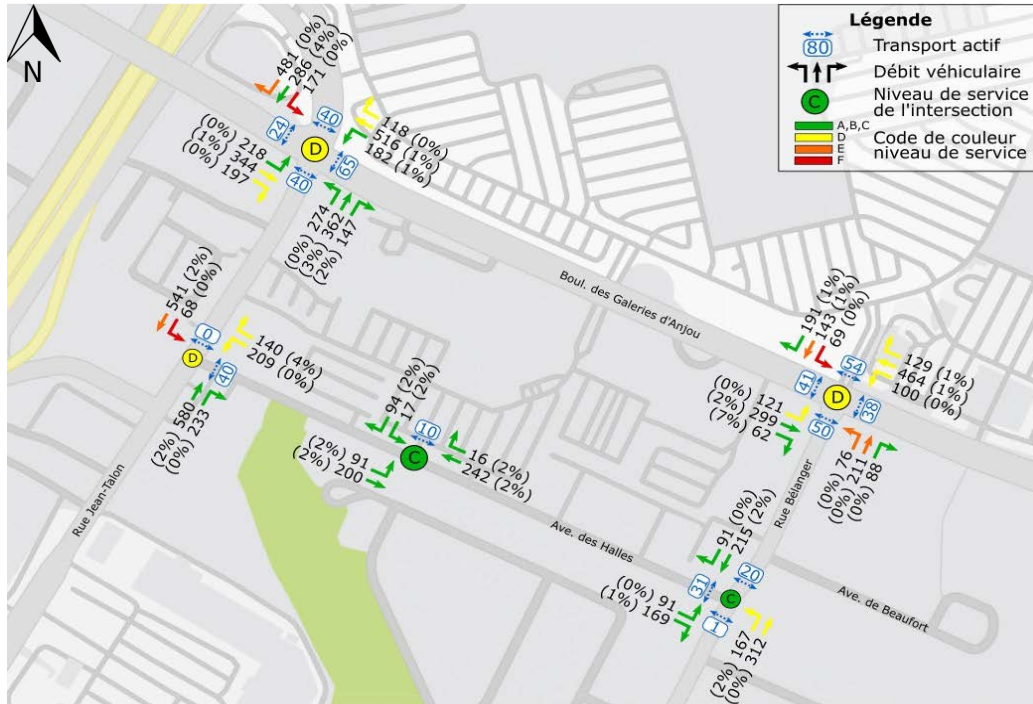 N
Légende
80
Transport actif
Débit véhiculaire
C
Niveau de service
de l'intersection
A,B,C
D
E
F
Code de couleur
niveau de service
481 (0%)
286 (4%)
171 (0%)
24
40
D
65
40
118 (0%)
516 (1%)
182 (1%)
(0%) 218
(1%) 344
(0%) 197
(0%) 274
(3%) 362
(2%) 147
Boul. des Galeries d'Anjou
541 (2%)
68 (0%)
0
D
40
140 (4%)
209 (0%)
(2%) 580
(0%) 233
Rue Jean-Talon
94 (2%)
17 (2%)
10
C
16 (2%)
242 (2%)
(2%) 91
(2%) 200
191 (1%)
143 (1%)
69 (0%)
54
41
D
38
50
129 (1%)
464 (1%)
100 (0%)
(0%) 121
(2%) 299
(7%) 62
(0%) 76
(0%) 211
(0%) 88
Rue Bélanger
Ave. des Halles
91 (0%)
215 (2%)
20
31
C
1
(0%) 91
(1%) 169
(2%) 167
(0%) 312
Ave. de Beaufort